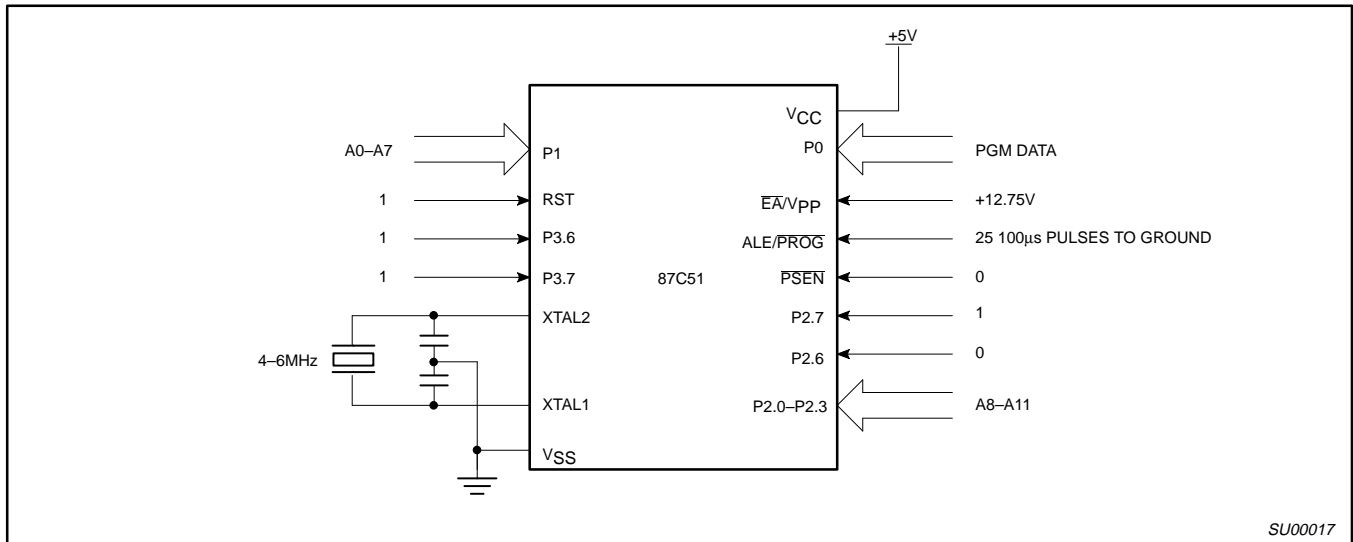 +5V
VCC
A0–A7
P1
P0
PGM DATA
1
RST
EA/VPP
+12.75V
1
P3.6
ALE/PROG
25 100µs PULSES TO GROUND
1
P3.7
87C51
PSEN
0
XTAL2
P2.7
1
4–6MHz
P2.6
0
XTAL1
P2.0–P2.3
A8–A11
VSS
SU00017